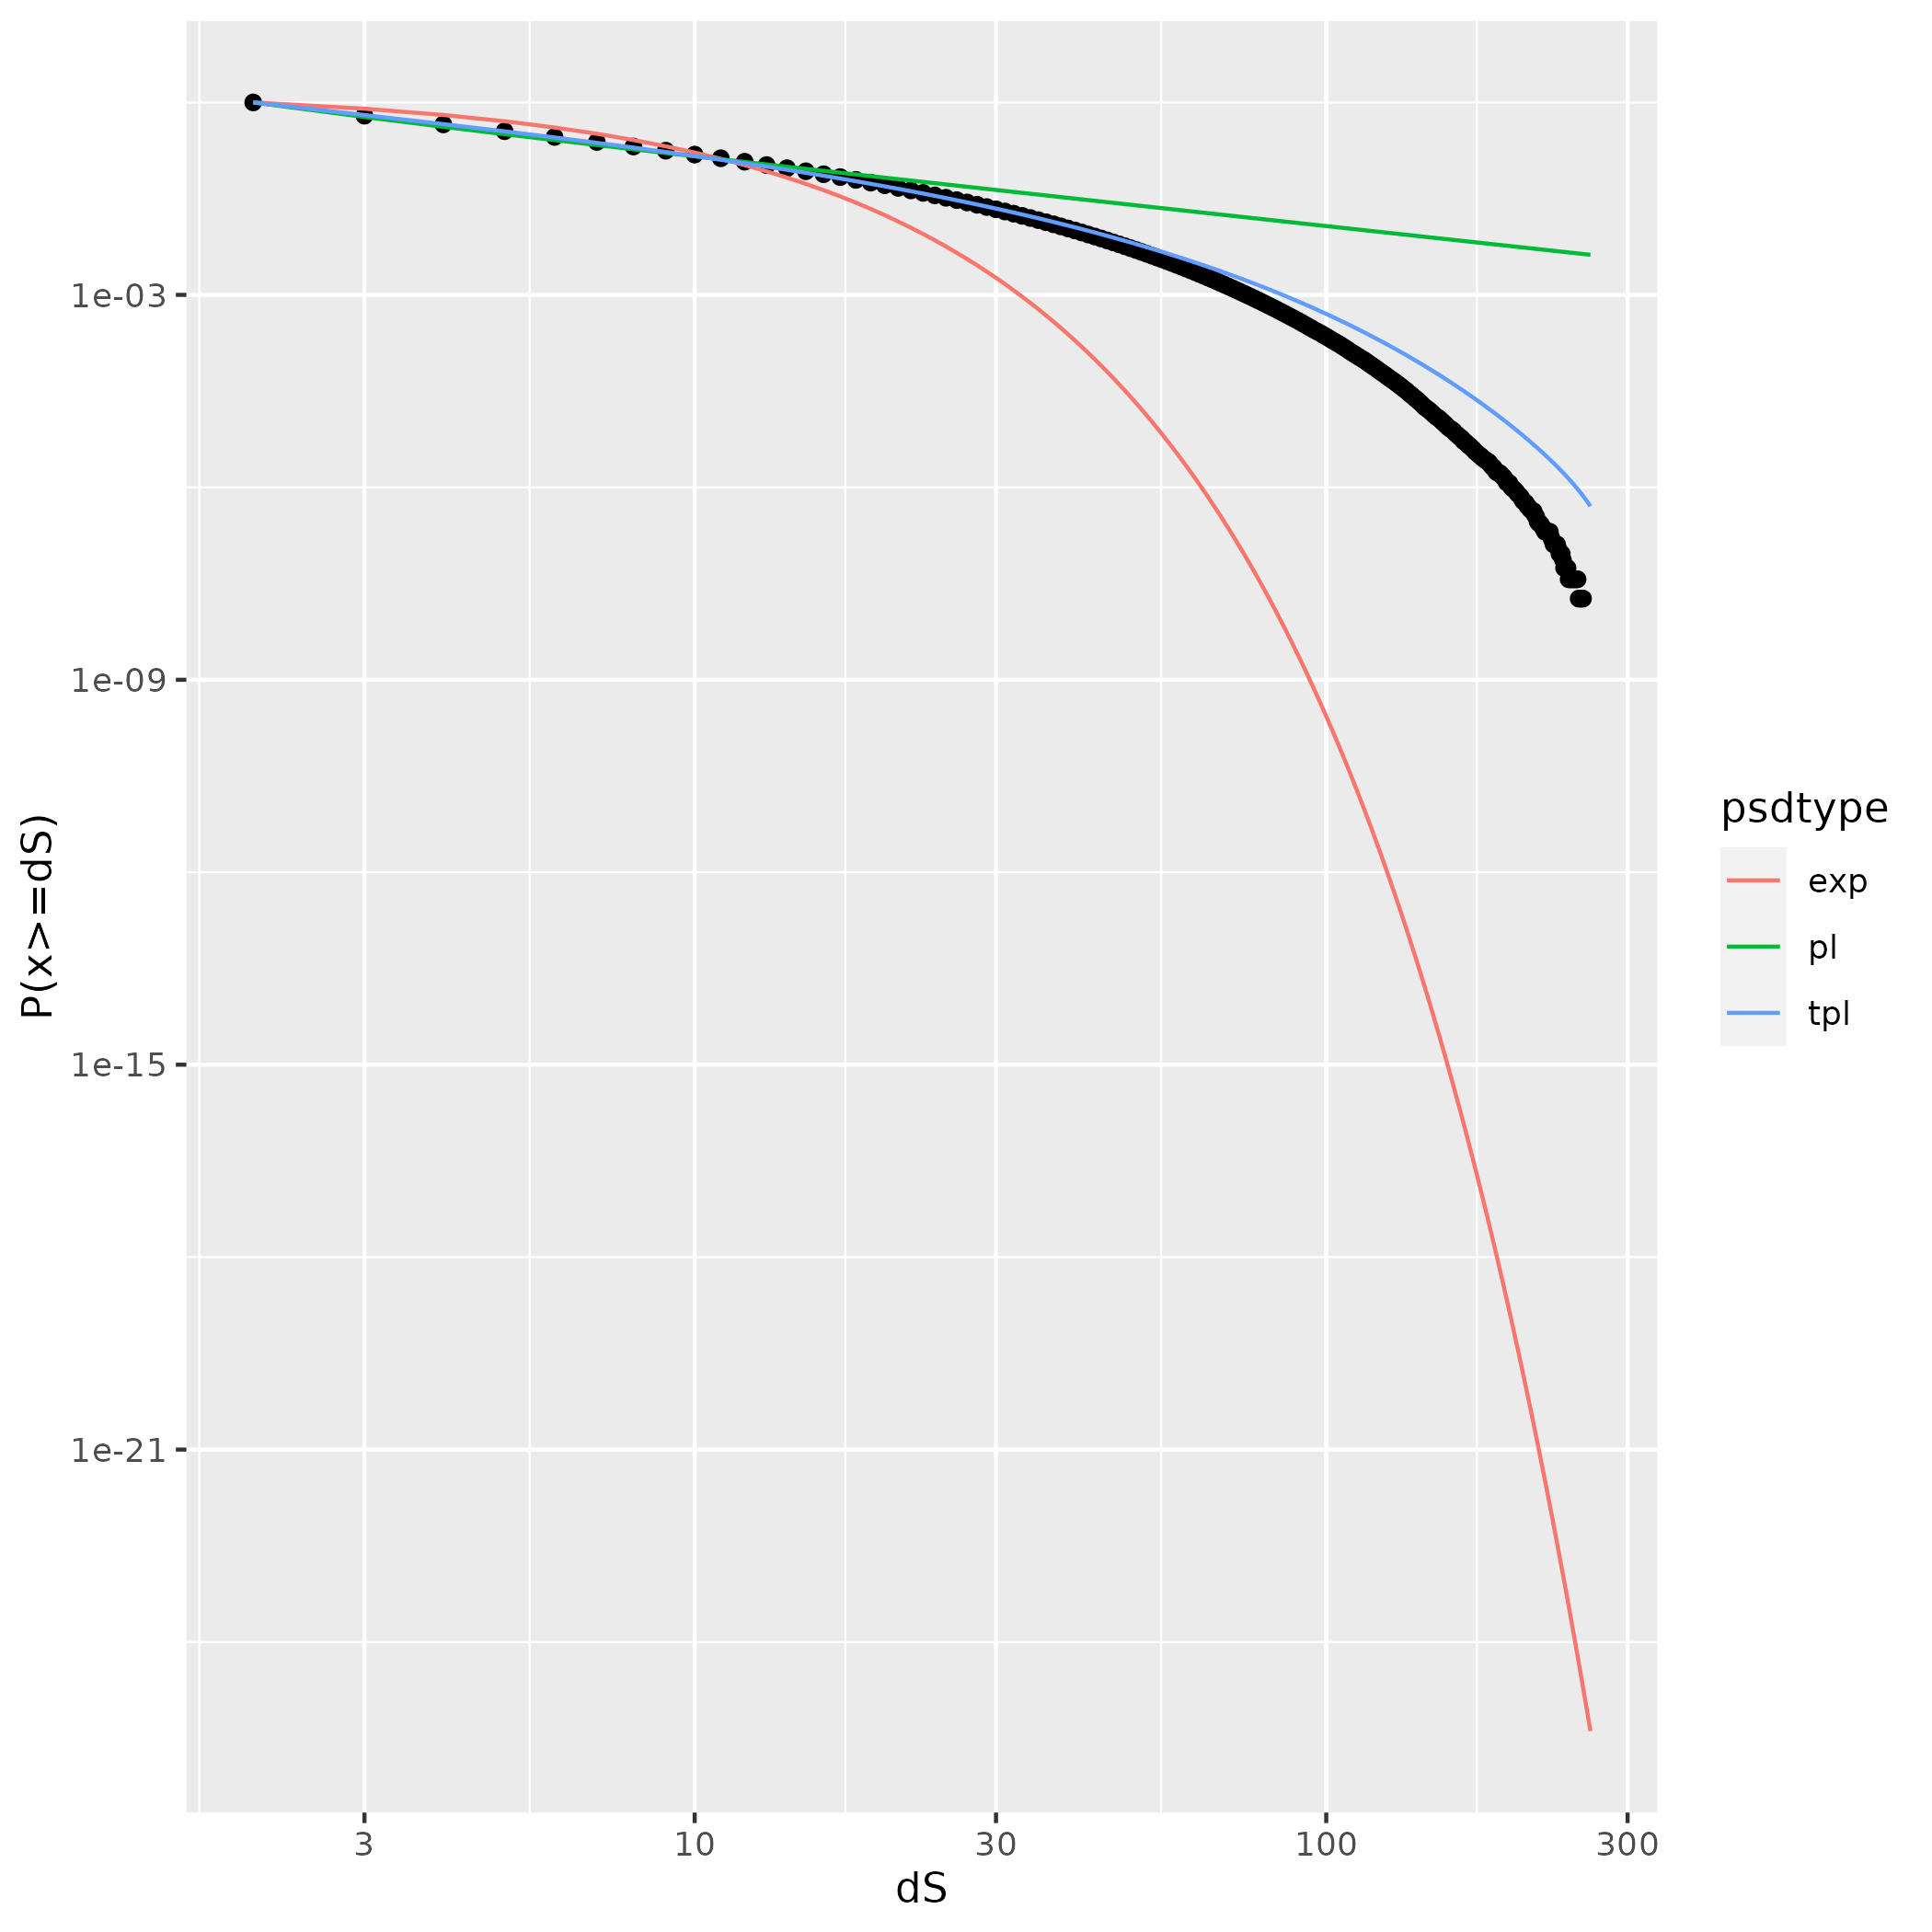 1e-03
1e-09
1e-15
1e-21
P(x>=dS)
3
10
30
100
300
dS
psdtype
exp
pl
tpl